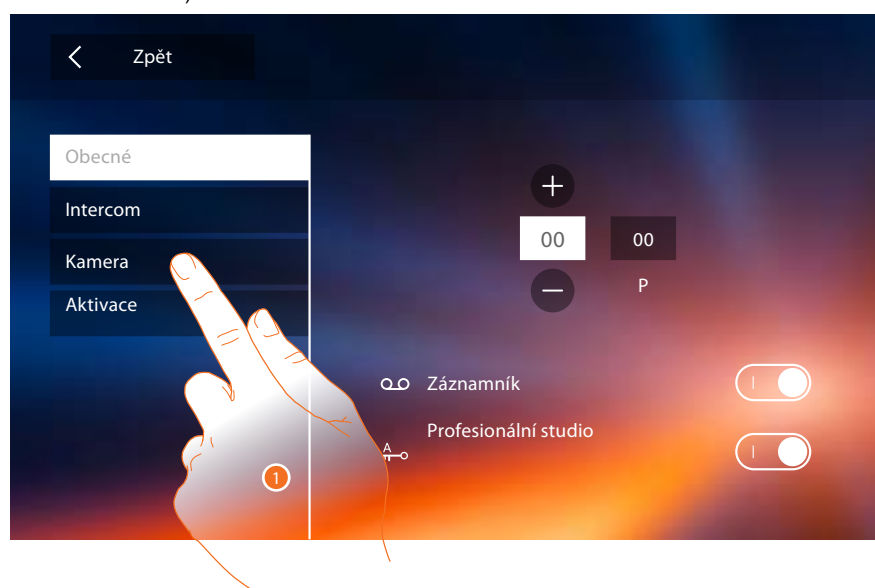 Zpět
Obecné
Intercom
Kamera
Aktivace
00 00
P
Záznamník
Profesionální studio
A
1